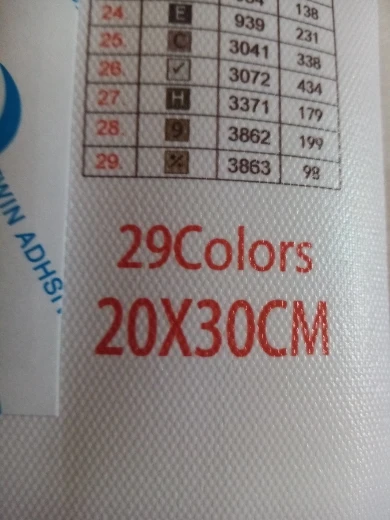 138
24. E 939 231
25. C 3041 338
26. ✓ 3072 434
27. H 3371 179
28. 9 3862 199
29. 3863 98
WIN ADHSI
29Colors
20X30CM